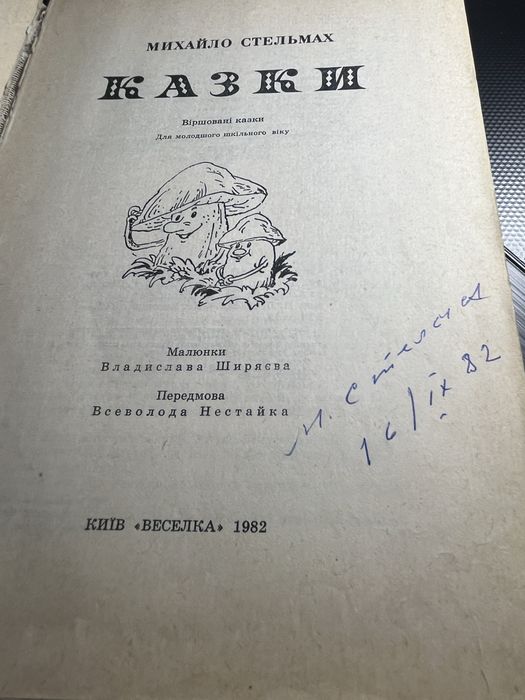 МИХАЙЛО СТЕЛЬМАХ
КАЗКИ
Віршовані казки
Для молодшого шкільного віку
Малюнки
Владислава Ширяєва
Передмова
Всеволода Нестайка
М. Стельмах
16/IX 82
КИЇВ «ВЕСЕЛКА» 1982